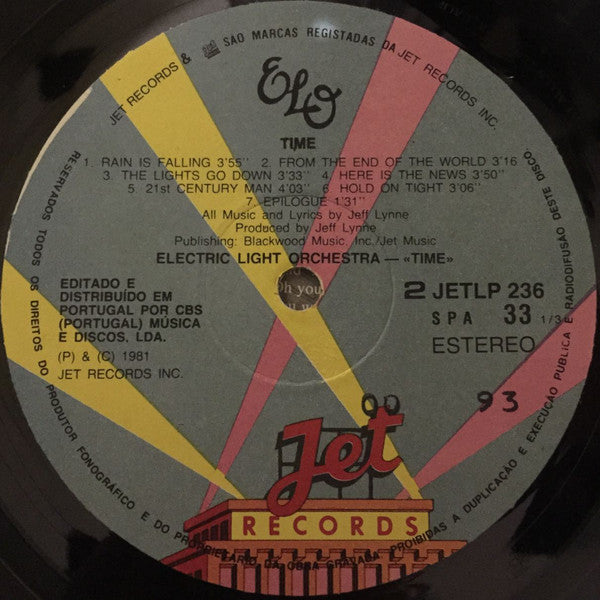 JET RECORDS & SÃO MARCAS REGISTADAS DA JET RECORDS INC.
ELO
TIME
1. RAIN IS FALLING 3'55'' 2. FROM THE END OF THE WORLD 3'16
3. THE LIGHTS GO DOWN 3'33'' 4. HERE IS THE NEWS 3'50''
5. 21st CENTURY MAN 4'03'' 6. HOLD ON TIGHT 3'06''
7. EPILOGUE 1'31''
All Music and Lyrics by Jeff Lynne
Produced by Jeff Lynne
Publishing: Blackwood Music. Inc./Jet Music
ELECTRIC LIGHT ORCHESTRA — «TIME»
EDITADO E
DISTRIBUÍDO EM
PORTUGAL POR CBS
(PORTUGAL) MÚSICA
E DISCOS, LDA.
(P) & (C) 1981
JET RECORDS INC.
oh you
2 JETLP 236
SPA 33 1/3
ESTEREO
93
Jet
RECORDS
RESERVADOS TODOS OS DIREITOS DO PRODUTOR FONOGRÁFICO E DO PROPRIETÁRIO DA OBRA GRAVADA. PROIBIDAS A DUPLICAÇÃO E EXECUÇÃO PÚBLICA E RADIODIFUSÃO DESTE DISCO